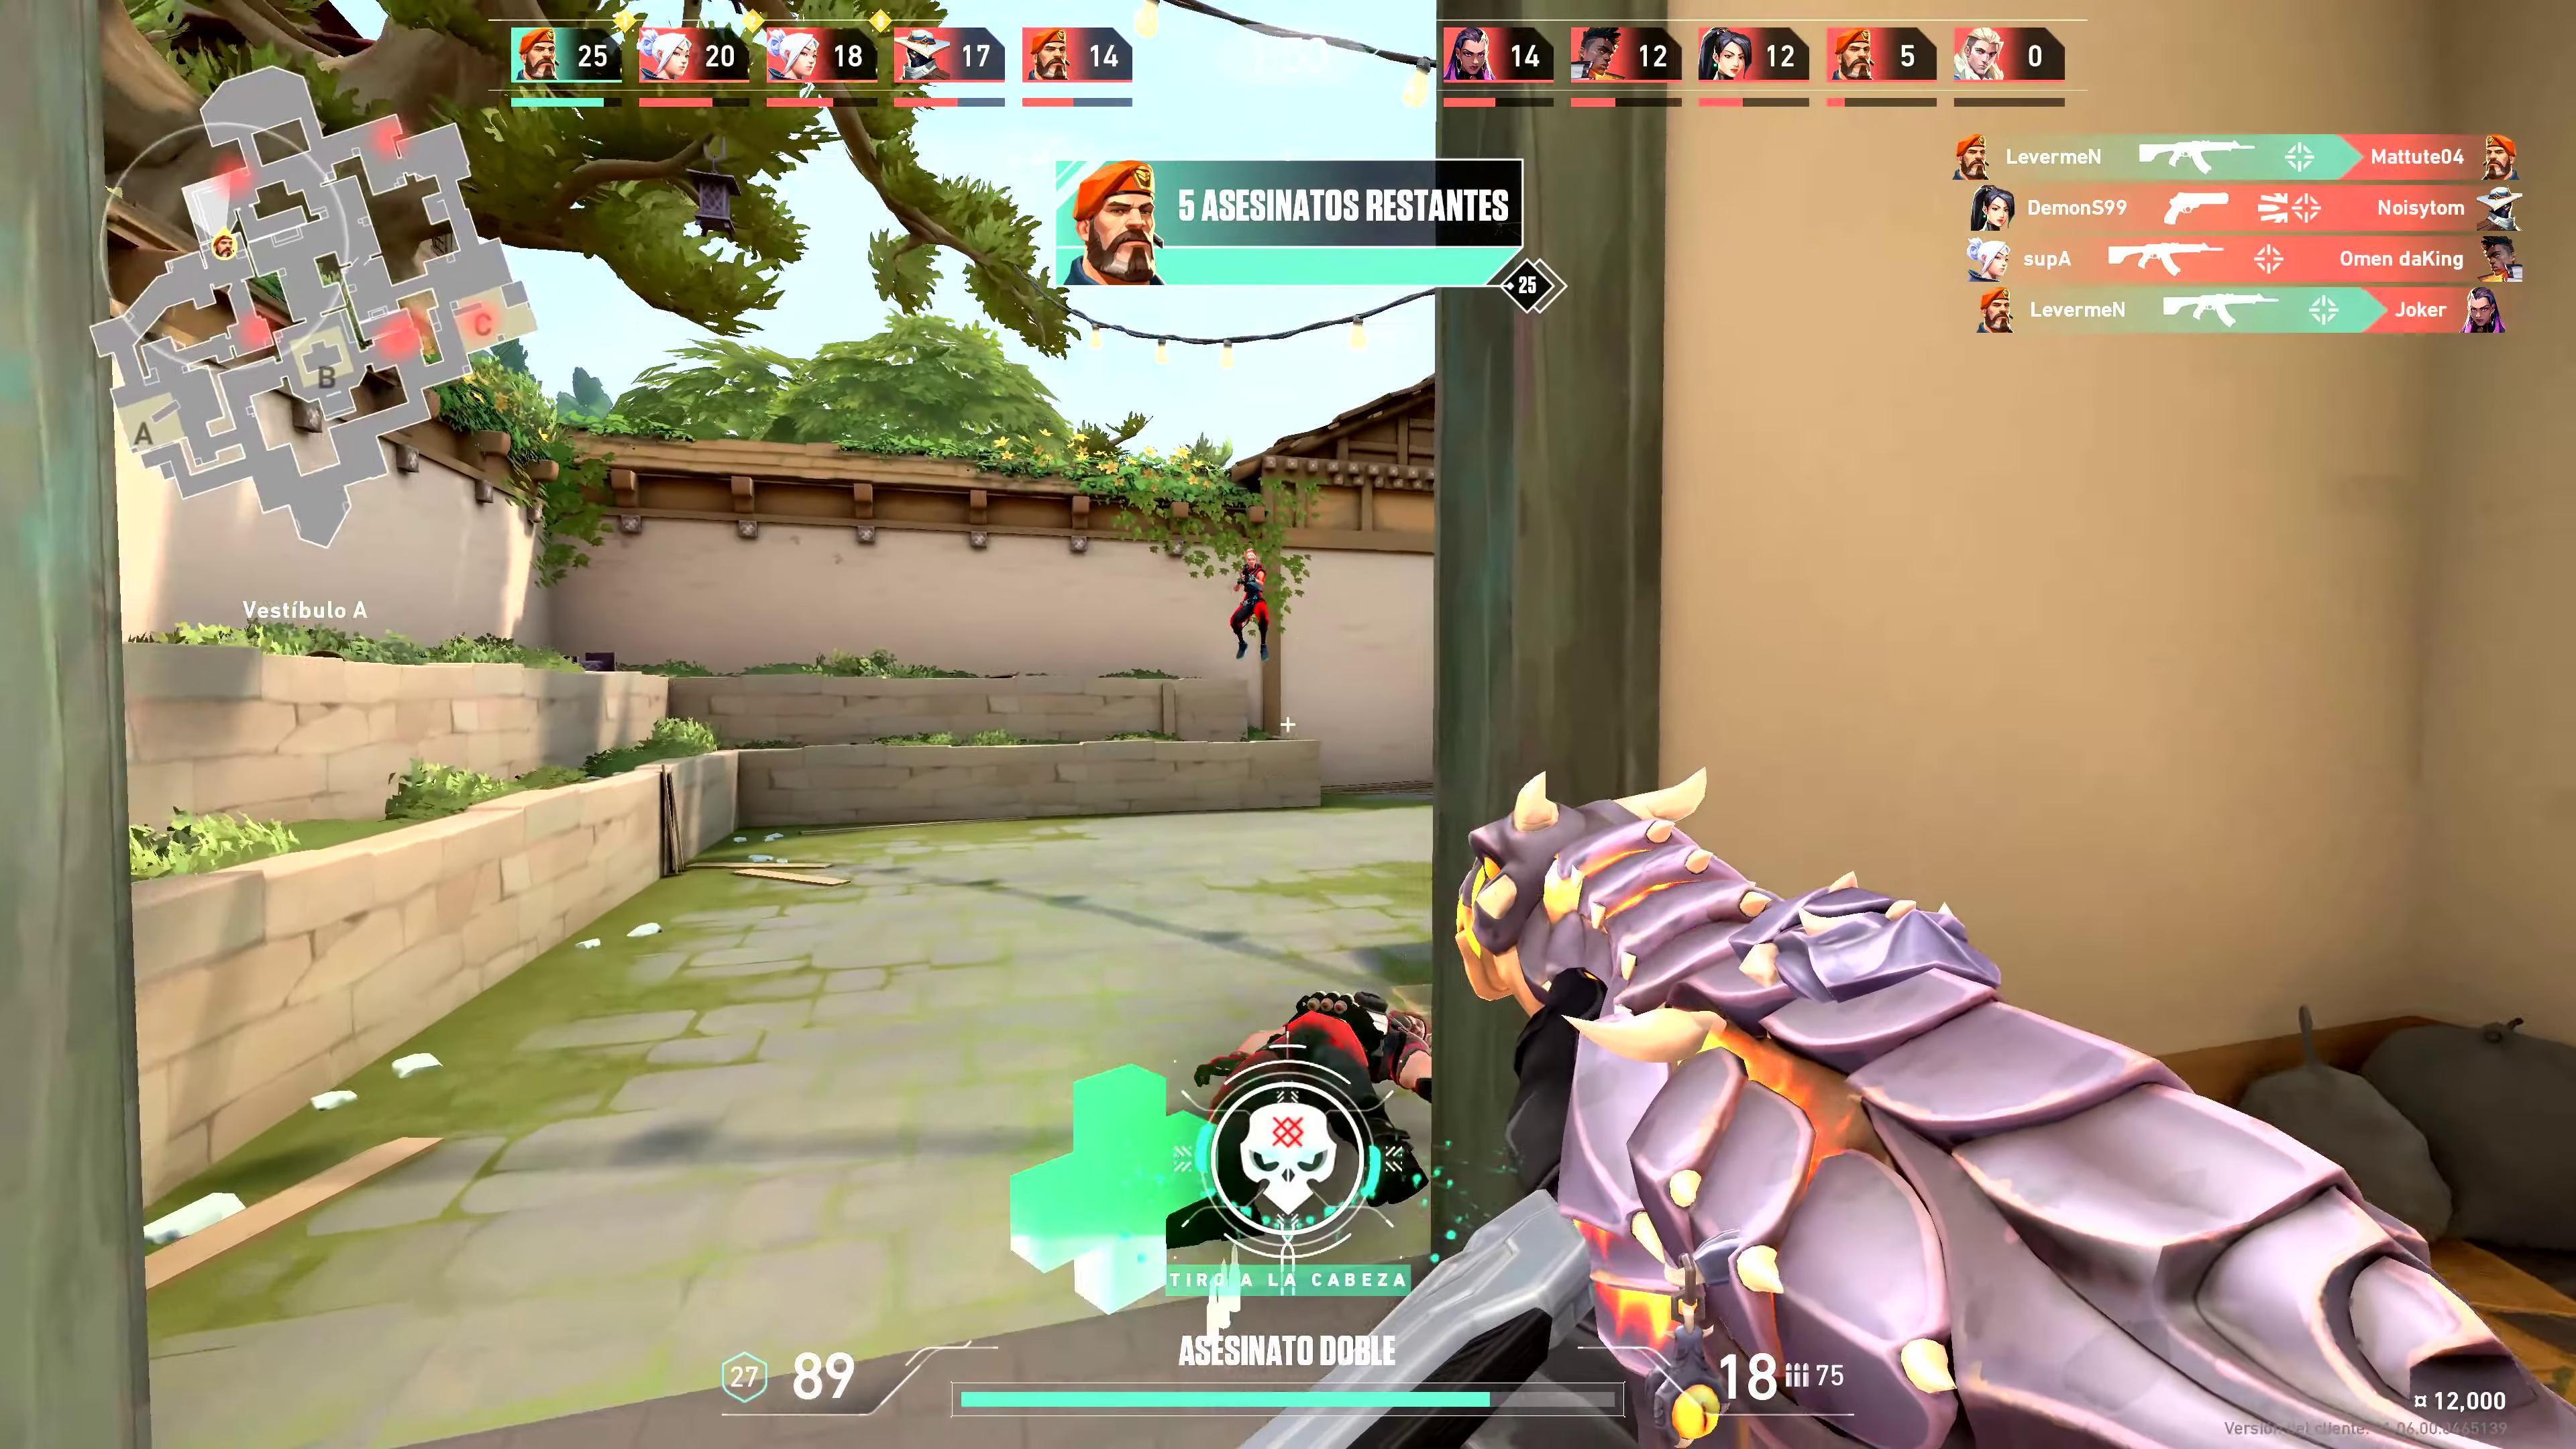 25 20 18 17 14
14 12 12 5 0
LevermeN Mattute04
5 ASESINATOS RESTANTES
DemonS99 Noisytom
supA Omen daKing
25
LevermeN Joker
C
B
A
Vestíbulo A
TIRO A LA CABEZA
ASESINATO DOBLE
27 89
18 75
¤ 12,000